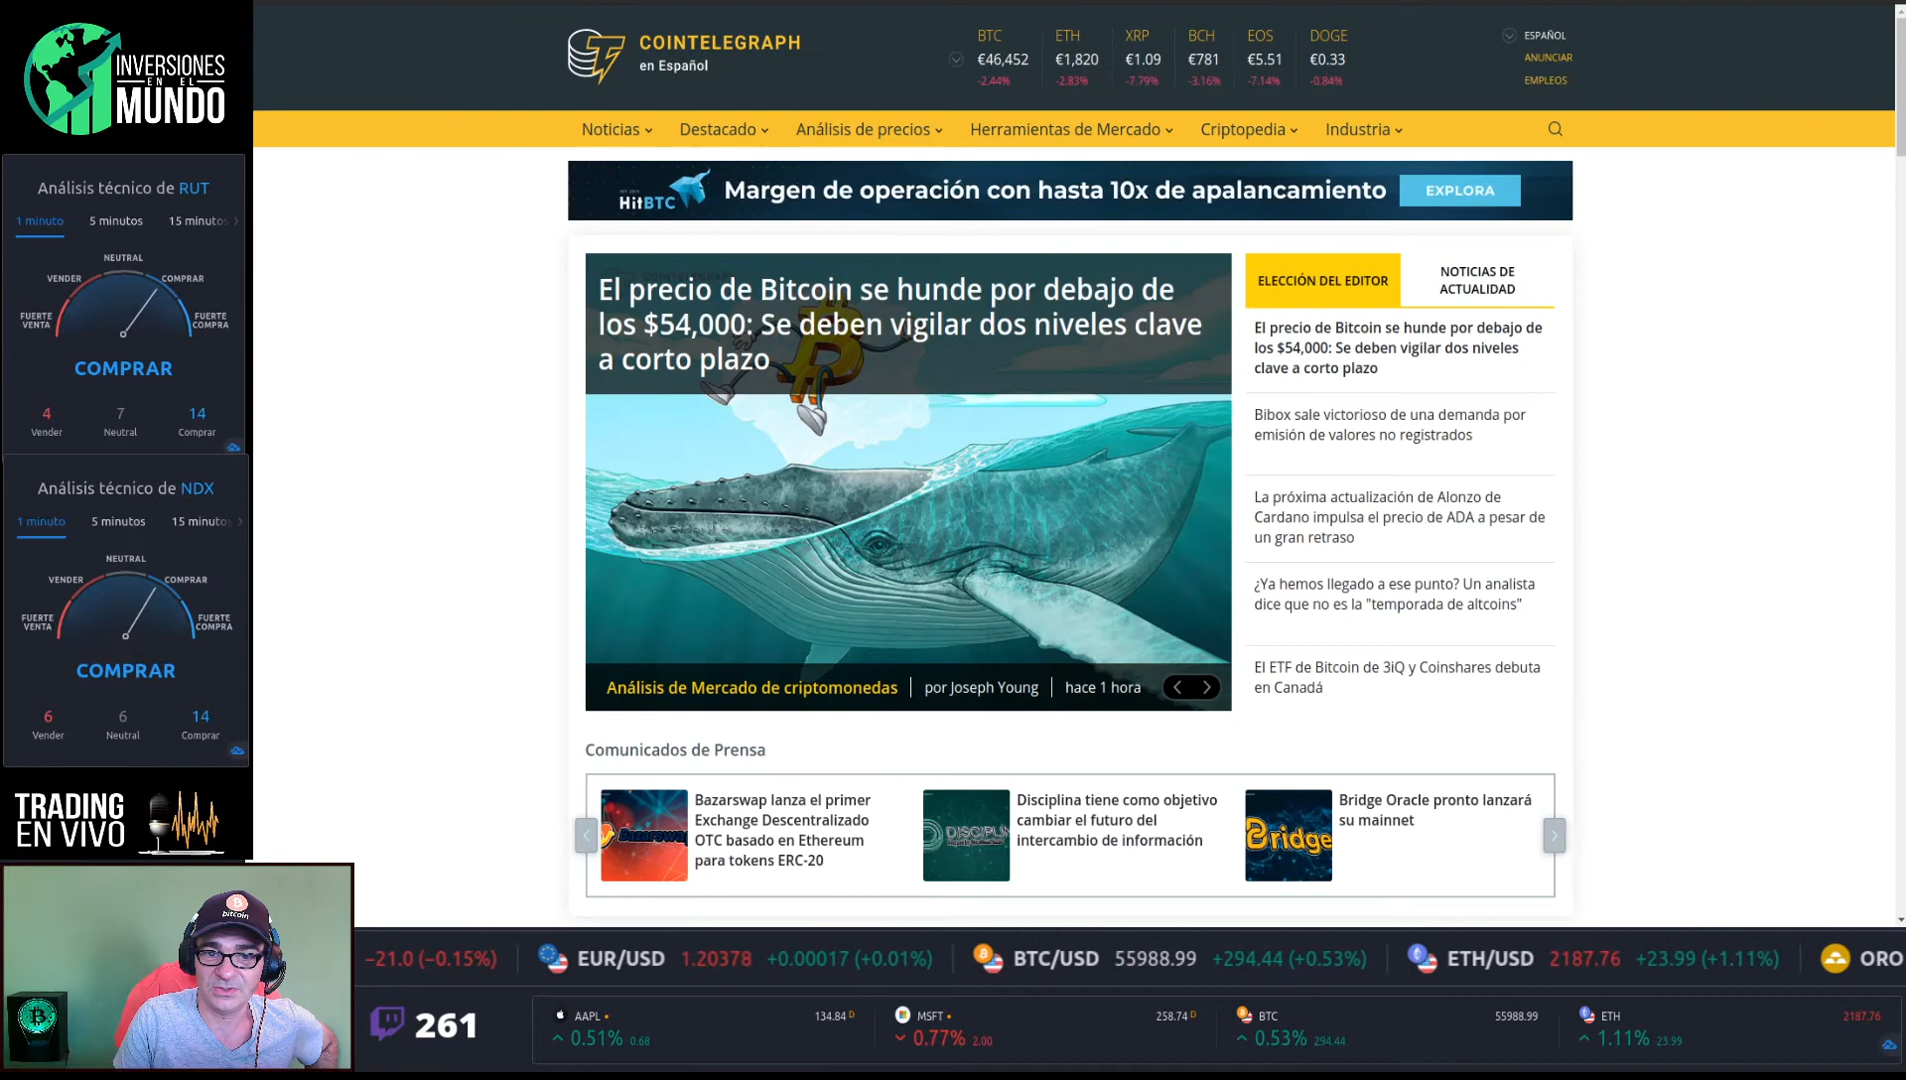 INVERSIONES
EN EL
MUNDO
Análisis técnico de RUT
1 minuto
5 minutos
15 minutos
NEUTRAL
VENDER
COMPRAR
FUERTE
VENTA
FUERTE
COMPRA
COMPRAR
4
7
14
Vender
Neutral
Comprar
Análisis técnico de NDX
1 minuto
5 minutos
15 minutos
NEUTRAL
VENDER
COMPRAR
FUERTE
VENTA
FUERTE
COMPRA
COMPRAR
6
6
14
Vender
Neutral
Comprar
TRADING
EN VIVO
COINTELEGRAPH
en Español
BTC
€46,452
-2.44%
ETH
€1,820
-2.83%
XRP
€1.09
-7.79%
BCH
€781
-3.16%
EOS
€5.51
-7.14%
DOGE
€0.33
-0.84%
ESPAÑOL
ANUNCIAR
EMPLEOS
Noticias
Destacado
Análisis de precios
Herramientas de Mercado
Criptopedia
Industria
HitBTC
Margen de operación con hasta 10x de apalancamiento
EXPLORA
El precio de Bitcoin se hunde por debajo de
los $54,000: Se deben vigilar dos niveles clave
a corto plazo
Análisis de Mercado de criptomonedas
por Joseph Young
hace 1 hora
ELECCIÓN DEL EDITOR
NOTICIAS DE
ACTUALIDAD
El precio de Bitcoin se hunde por debajo de
los $54,000: Se deben vigilar dos niveles
clave a corto plazo
Bibox sale victorioso de una demanda por
emisión de valores no registrados
La próxima actualización de Alonzo de
Cardano impulsa el precio de ADA a pesar de
un gran retraso
¿Ya hemos llegado a ese punto? Un analista
dice que no es la "temporada de altcoins"
El ETF de Bitcoin de 3iQ y Coinshares debuta
en Canadá
Comunicados de Prensa
Bazarswap
Bazarswap lanza el primer
Exchange Descentralizado
OTC basado en Ethereum
para tokens ERC-20
DISCIPLIN
Disciplina tiene como objetivo
cambiar el futuro del
intercambio de información
Bridge
Bridge Oracle pronto lanzará
su mainnet
bitcoin
−21.0 (−0.15%)
EUR/USD 1.20378 +0.00017 (+0.01%)
BTC/USD 55988.99 +294.44 (+0.53%)
ETH/USD 2187.76 +23.99 (+1.11%)
ORO
261
AAPL 134.84 D
0.51% 0.68
MSFT 258.74 D
0.77% 2.00
BTC 55988.99
0.53% 294.44
ETH 2187.76
1.11% 23.99